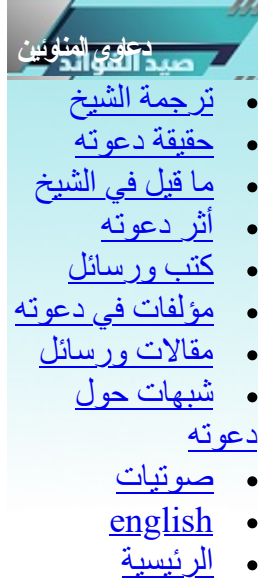 دعاوى المناوئين
صيد الفوائد
ترجمة الشيخ
حقيقة دعوته
ما قيل في الشيخ
أثر دعوته
كتب ورسائل
مؤلفات في دعوته
مقالات ورسائل
شبهات حول
دعوته
صوتيات
english
الرئيسية